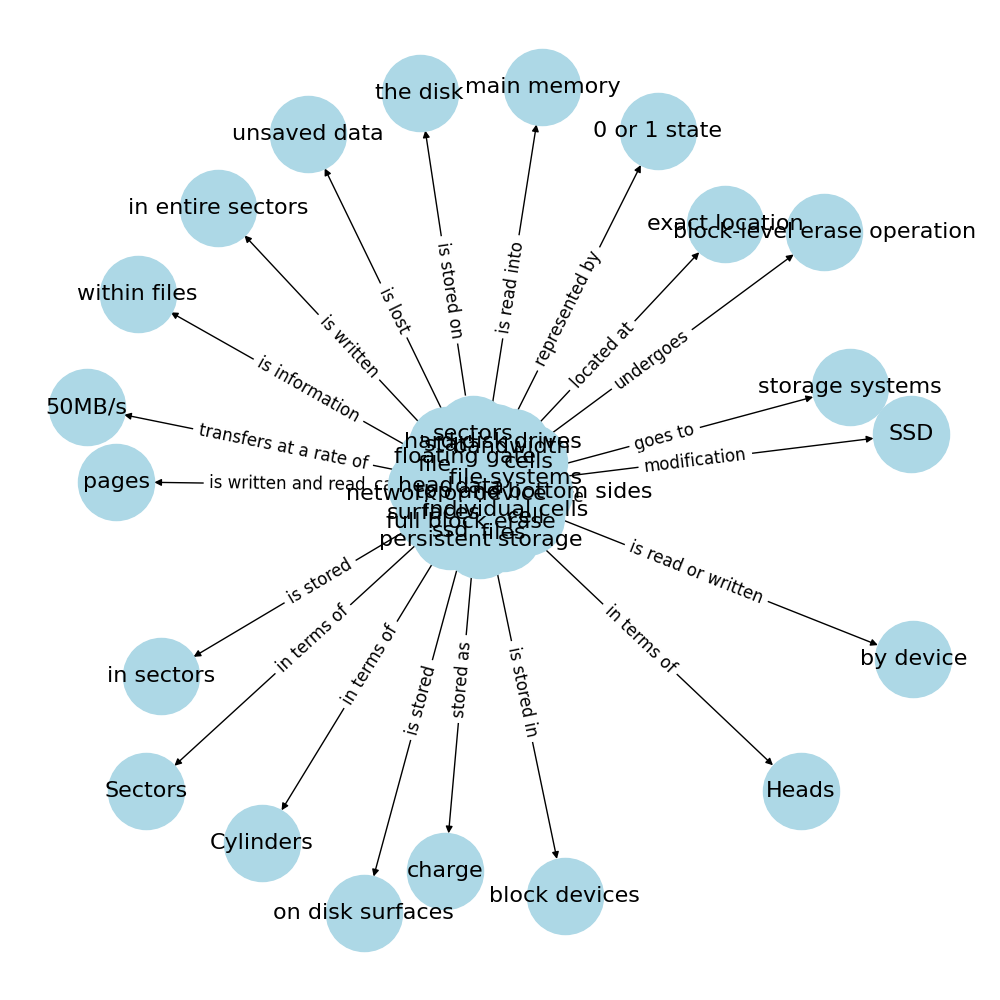 the disk
main memory
unsaved data
0 or 1 state
in entire sectors
exact location
block-level erase operation
within files
is stored on
is read into
is lost
represented by
is written
located at
undergoes
is information
storage systems
50MB/s
SSD
transfers at a rate of
goes to
modification
sectors
hard disk drives
bandwidth
floating gate
file
cells
file systems
pages
is written and read
head
data
network or device
bottom sides
surfaces
individual cells
cell
full block erase
ssd
files
persistent storage
is stored
in terms of
in terms of
is stored
stored as
is stored in
in terms of
is read or written
in sectors
by device
Sectors
Heads
Cylinders
charge
block devices
on disk surfaces